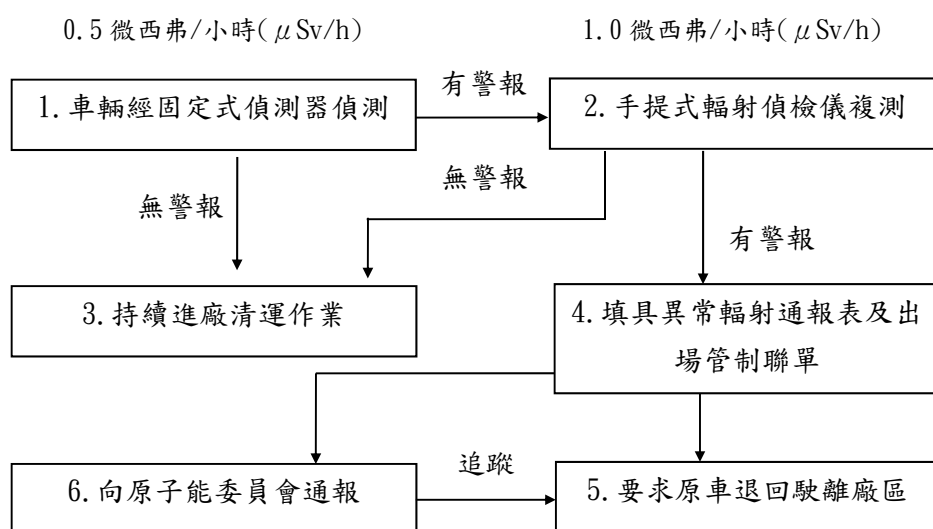 0.5 微西弗/小時(μSv/h)
1.0 微西弗/小時(μSv/h)
1.車輛經固定式偵測器偵測
有警報
2.手提式輻射偵檢儀複測
無警報
無警報
有警報
3.持續進廠清運作業
4.填具異常輻射通報表及出
場管制聯單
6.向原子能委員會通報
追蹤
5.要求原車退回駛離廠區